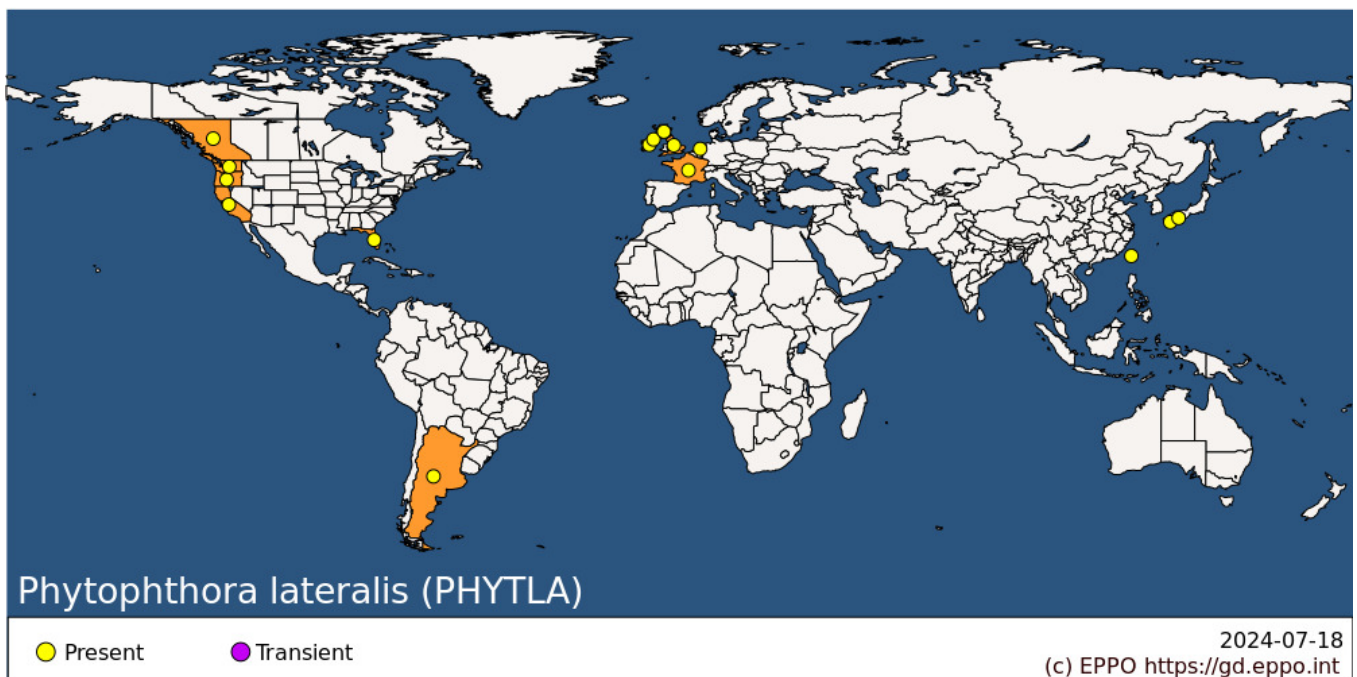 Phytophthora lateralis (PHYTLA)
Present
Transient
2024-07-18
(c) EPPO https://gd.eppo.int